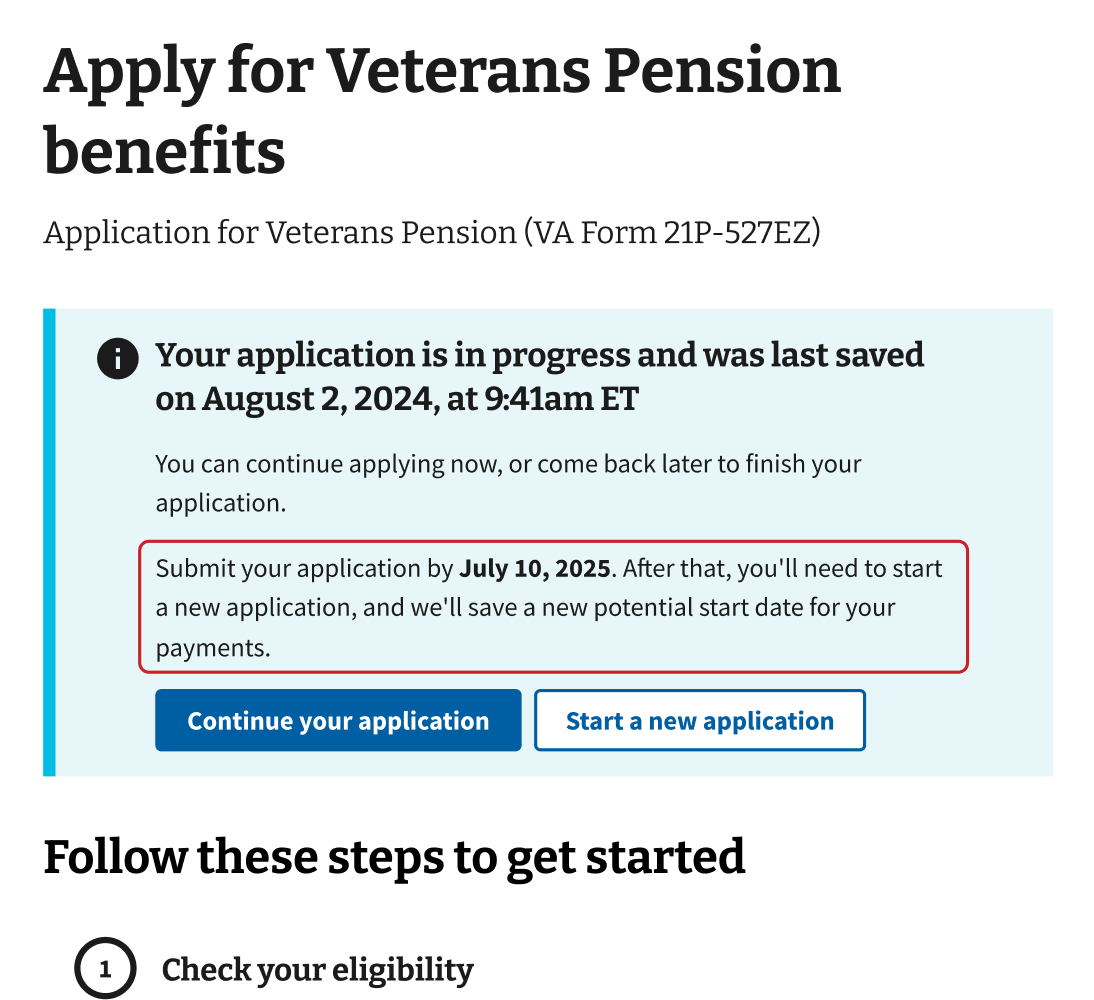 Apply for Veterans Pension
benefits
Application for Veterans Pension (VA Form 21P-527EZ)
Your application is in progress and was last saved
on August 2, 2024, at 9:41am ET
You can continue applying now, or come back later to finish your
application.
Submit your application by July 10, 2025. After that, you'll need to start
a new application, and we'll save a new potential start date for your
payments.
Continue your application
Start a new application
Follow these steps to get started
1
Check your eligibility